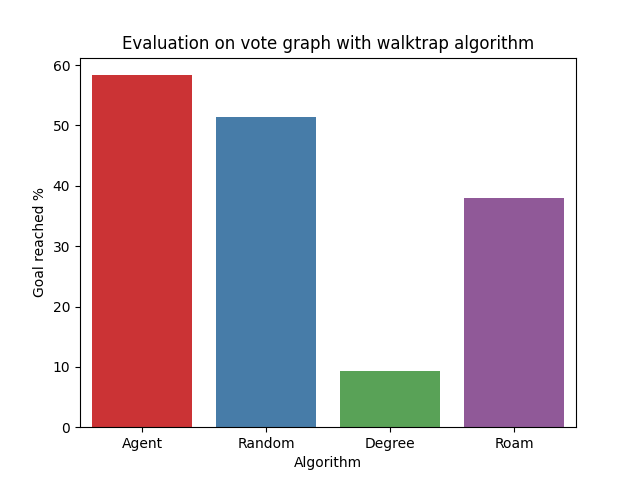 Evaluation on vote graph with walktrap algorithm
60
50
40
30
20
10
0
Goal reached %
Agent Random Degree Roam
Algorithm